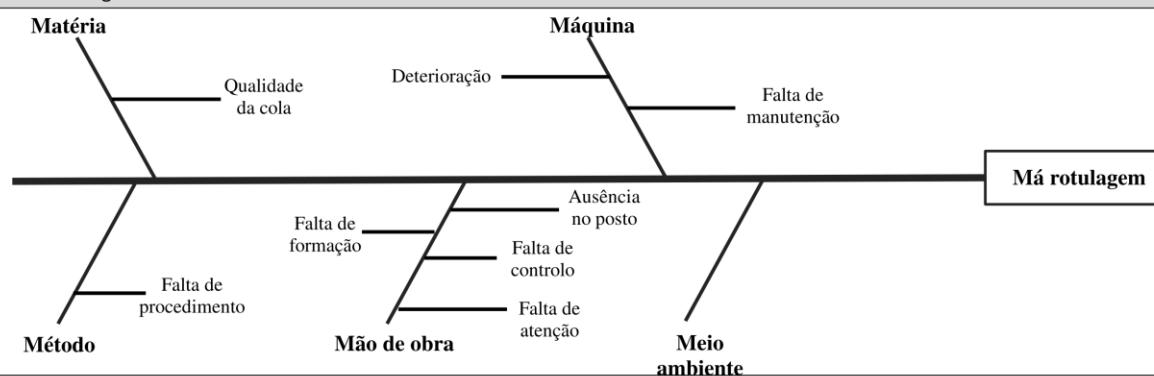 Matéria
Máquina
Qualidade
da cola
Deterioração
Falta de
manutenção
Má rotulagem
Ausência
no posto
Falta de
formação
Falta de
controlo
Falta de
procedimento
Falta de
atenção
Método
Mão de obra
Meio
ambiente